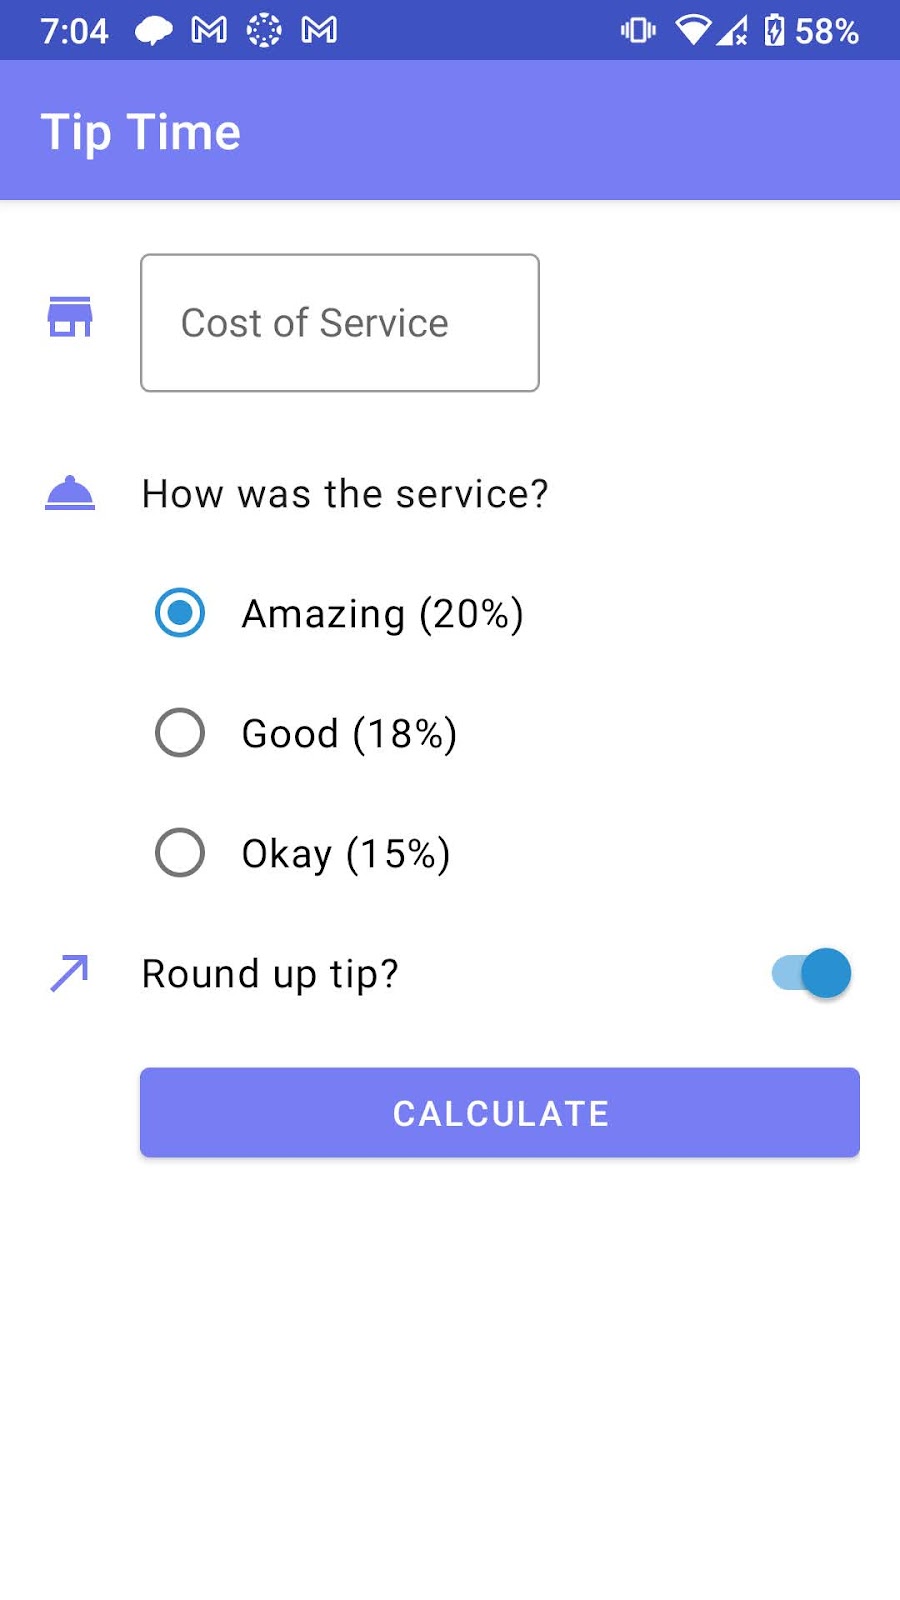 7:04 58%
Tip Time
Cost of Service
How was the service?
Amazing (20%)
Good (18%)
Okay (15%)
Round up tip?
CALCULATE